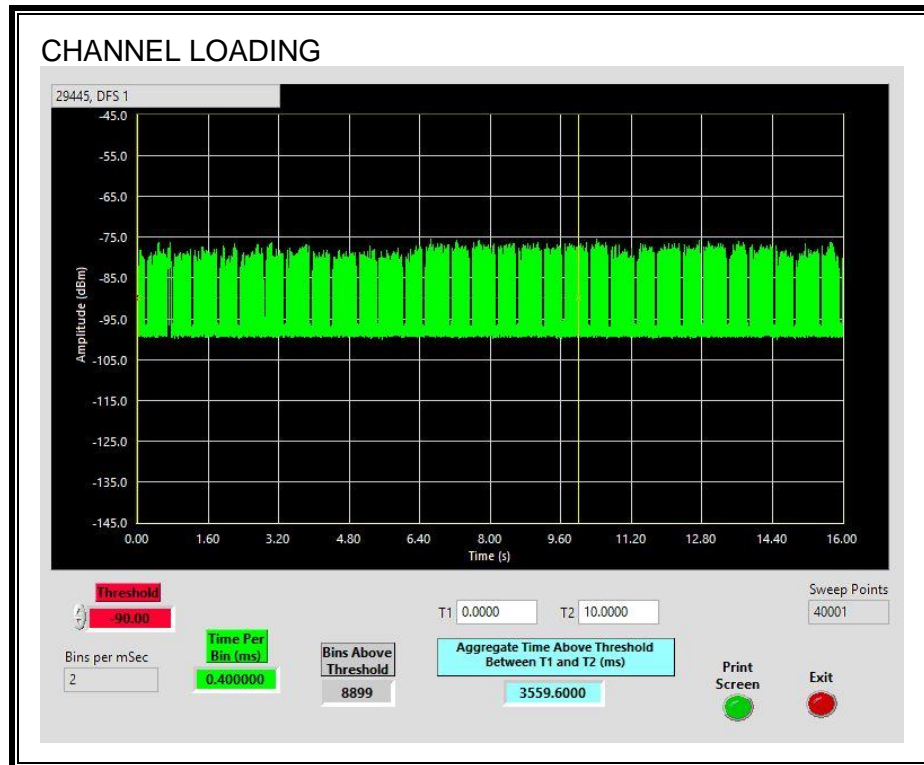 CHANNEL LOADING
29445, DFS 1
-45.0
-55.0
-65.0
-75.0
-85.0
-95.0
-105.0
-115.0
-125.0
-135.0
-145.0
Amplitude (dBm)
0.00 1.60 3.20 4.80 6.40 8.00 9.60 11.20 12.80 14.40 16.00
Time (s)
Threshold
-90.00
T1 0.0000 T2 10.0000
Sweep Points
40001
Bins per mSec
2
Time Per
Bin (ms)
0.400000
Bins Above
Threshold
8899
Aggregate Time Above Threshold
Between T1 and T2 (ms)
3559.6000
Print
Screen
Exit